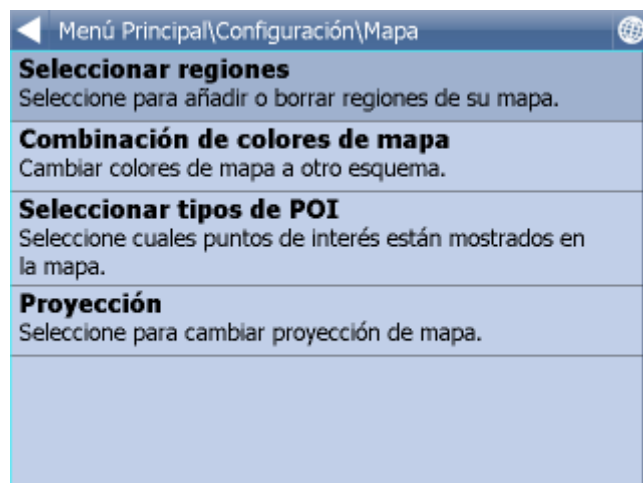 Menú Principal\Configuración\Mapa
Seleccionar regiones
Seleccione para añadir o borrar regiones de su mapa.
Combinación de colores de mapa
Cambiar colores de mapa a otro esquema.
Seleccionar tipos de POI
Seleccione cuales puntos de interés están mostrados en
la mapa.
Proyección
Seleccione para cambiar proyección de mapa.